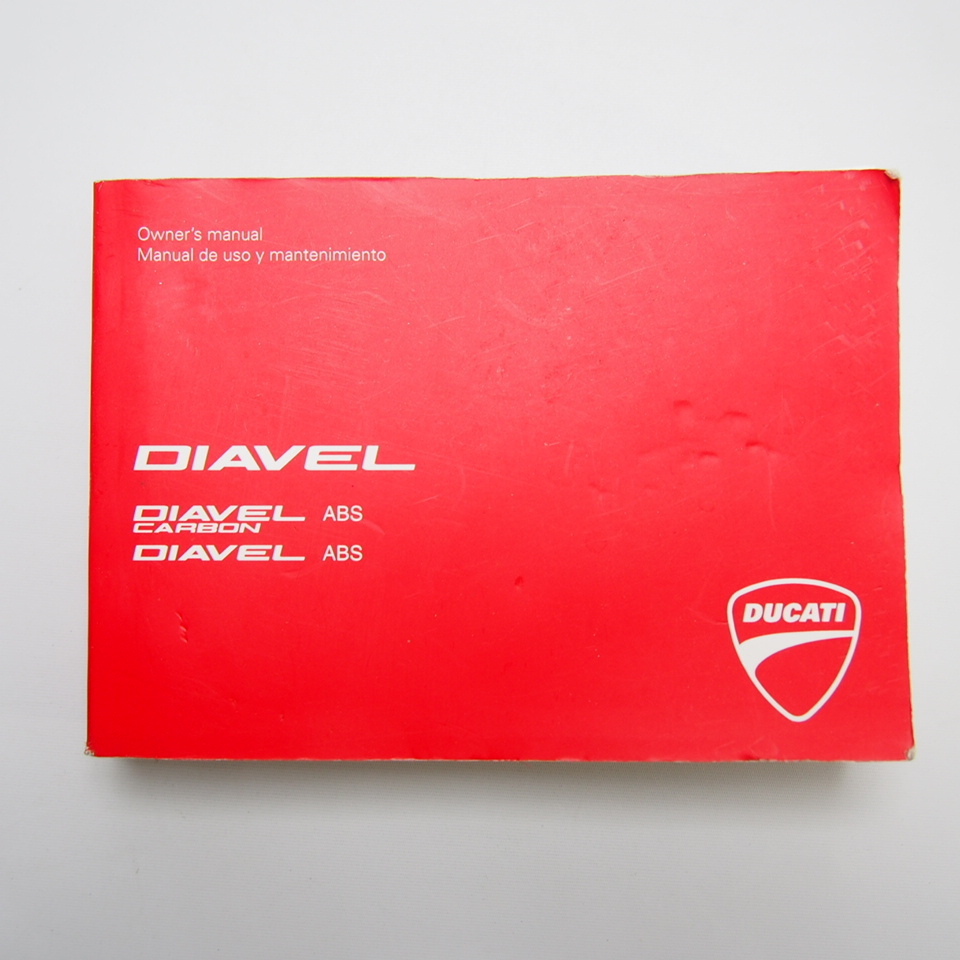 Owner's manual
Manual de uso y mantenimiento
DIAVEL
DIAVEL ABS
CARBON
DIAVEL ABS
DUCATI